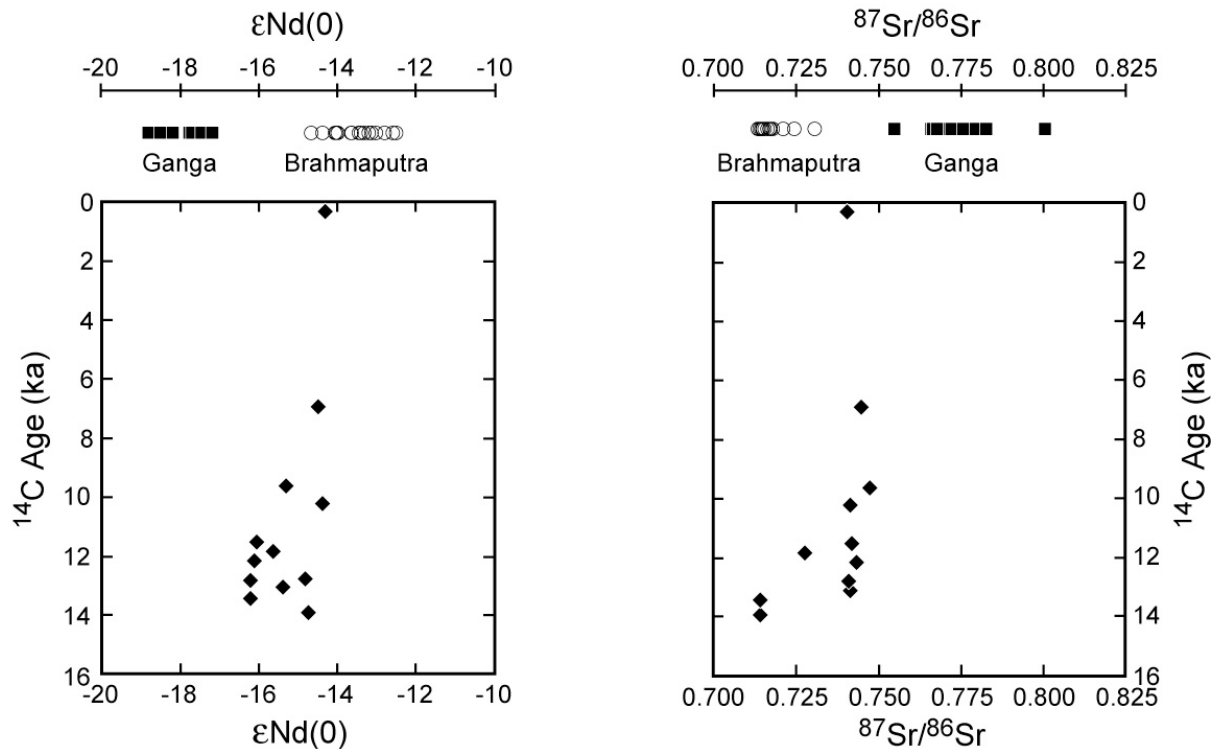 εNd(0)
-20 -18 -16 -14 -12 -10
Ganga Brahmaputra
0
2
4
6
8
10
12
14
16
¹⁴C Age (ka)
-20 -18 -16 -14 -12 -10
εNd(0)
⁸⁷Sr/⁸⁶Sr
0.700 0.725 0.750 0.775 0.800 0.825
Brahmaputra Ganga
0
2
4
6
8
10
12
14
16
¹⁴C Age (ka)
0.700 0.725 0.750 0.775 0.800 0.825
⁸⁷Sr/⁸⁶Sr